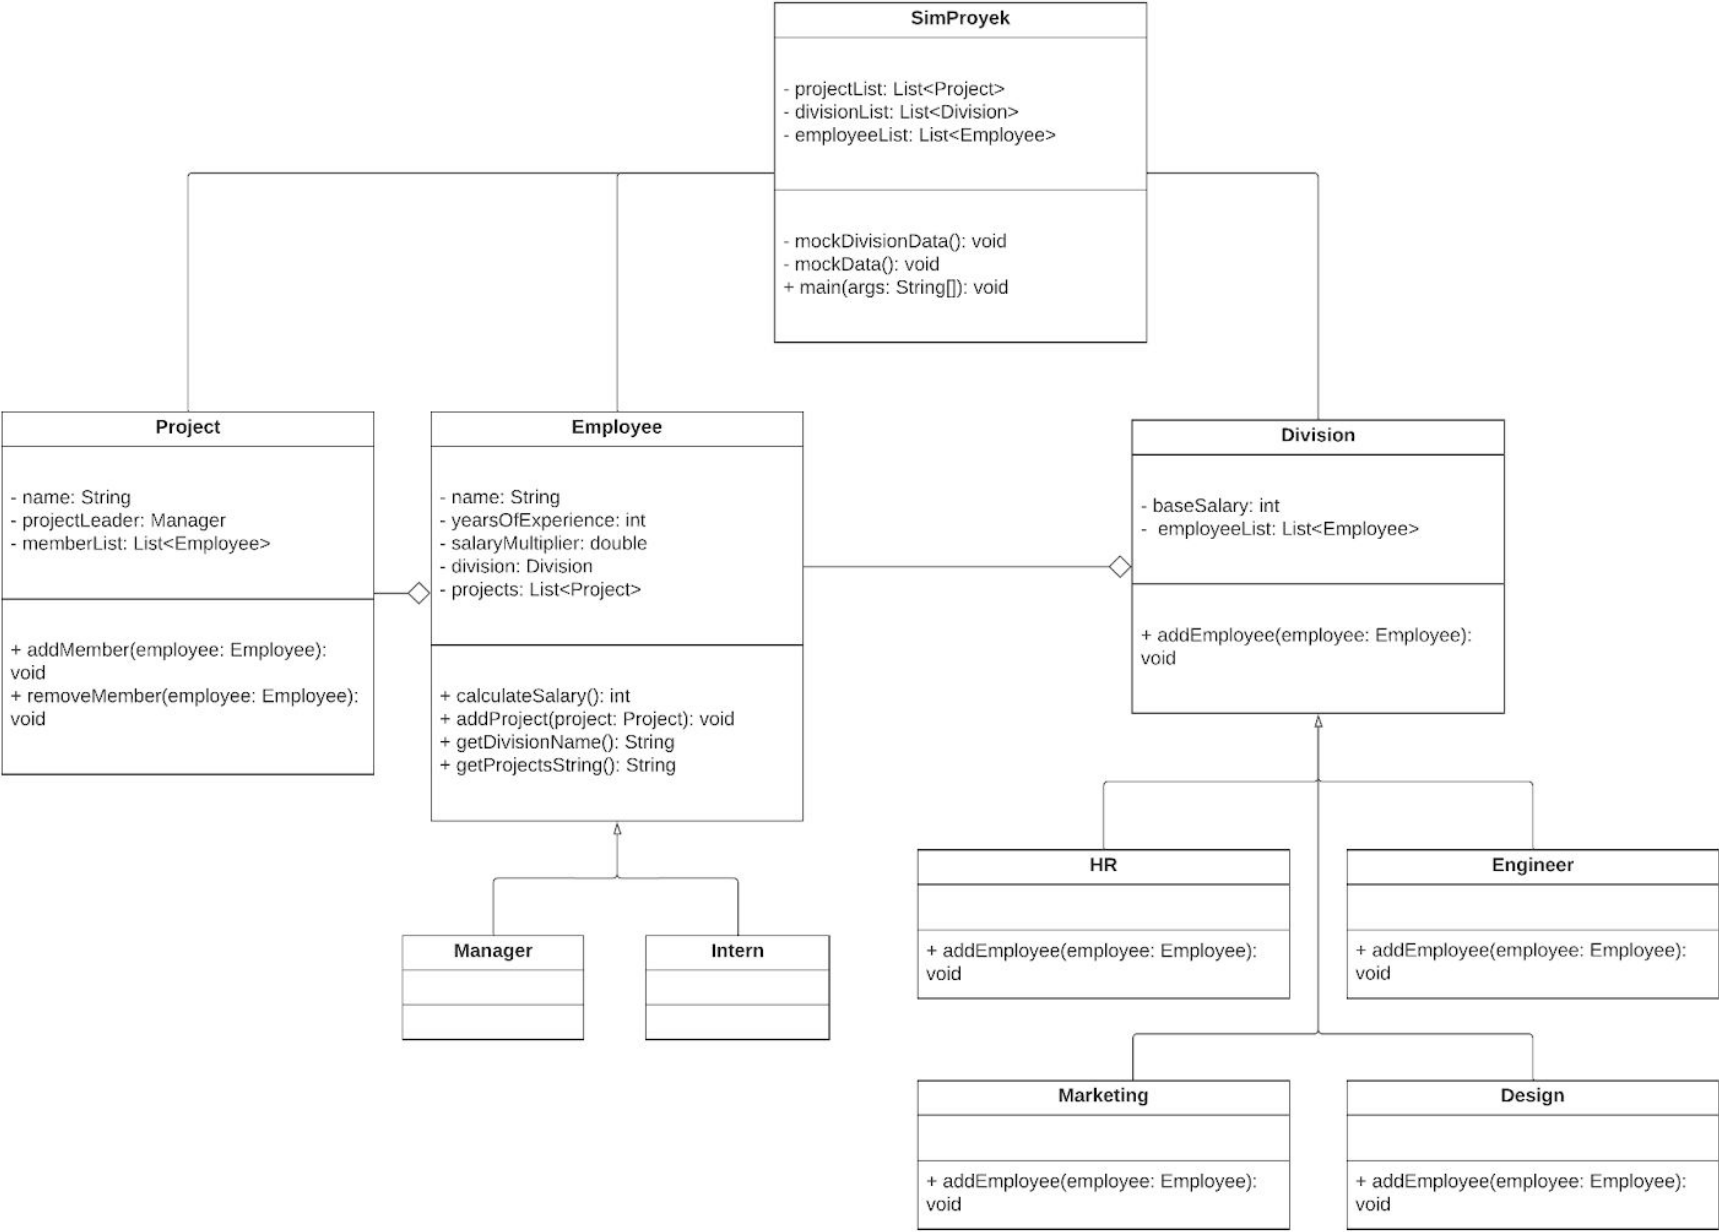 SimProyek
- projectList: List<Project>
- divisionList: List<Division>
- employeeList: List<Employee>
- mockDivisionData(): void
- mockData(): void
+ main(args: String[]): void
Project
- name: String
- projectLeader: Manager
- memberList: List<Employee>
+ addMember(employee: Employee):
void
+ removeMember(employee: Employee):
void
Employee
- name: String
- yearsOfExperience: int
- salaryMultiplier: double
- division: Division
- projects: List<Project>
+ calculateSalary(): int
+ addProject(project: Project): void
+ getDivisionName(): String
+ getProjectsString(): String
Division
- baseSalary: int
- employeeList: List<Employee>
+ addEmployee(employee: Employee):
void
Manager
Intern
HR
+ addEmployee(employee: Employee):
void
Engineer
+ addEmployee(employee: Employee):
void
Marketing
+ addEmployee(employee: Employee):
void
Design
+ addEmployee(employee: Employee):
void